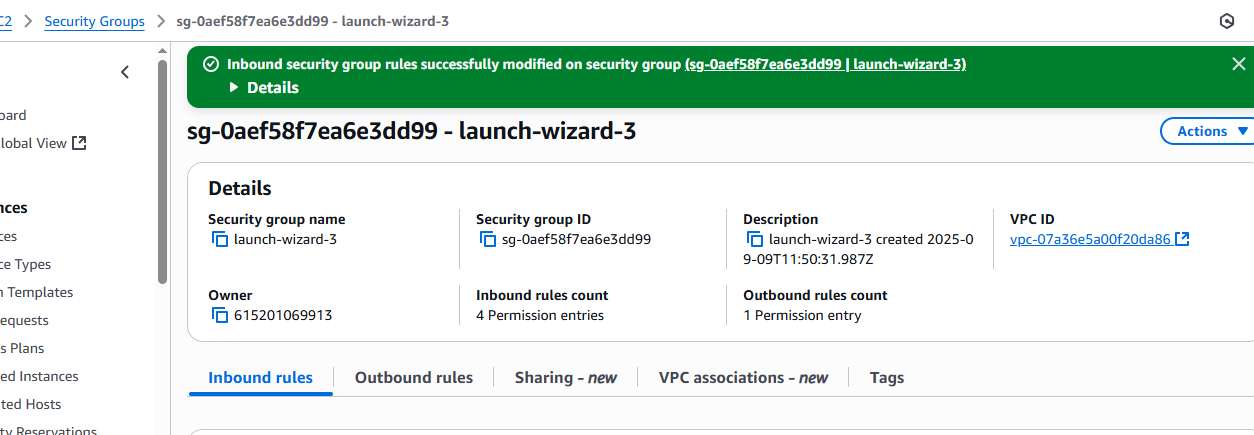 C2 > Security Groups > sg-0aef58f7ea6e3dd99 - launch-wizard-3
Inbound security group rules successfully modified on security group (sg-0aef58f7ea6e3dd99 | launch-wizard-3)
Details
sg-0aef58f7ea6e3dd99 - launch-wizard-3
Actions
oard
lobal View
nces
ces
ce Types
n Templates
equests
s Plans
ed Instances
ted Hosts
ty Reservations
Details
Security group name
launch-wizard-3
Security group ID
sg-0aef58f7ea6e3dd99
Description
launch-wizard-3 created 2025-0
9-09T11:50:31.987Z
VPC ID
vpc-07a36e5a00f20da86
Owner
615201069913
Inbound rules count
4 Permission entries
Outbound rules count
1 Permission entry
Inbound rules
Outbound rules
Sharing - new
VPC associations - new
Tags